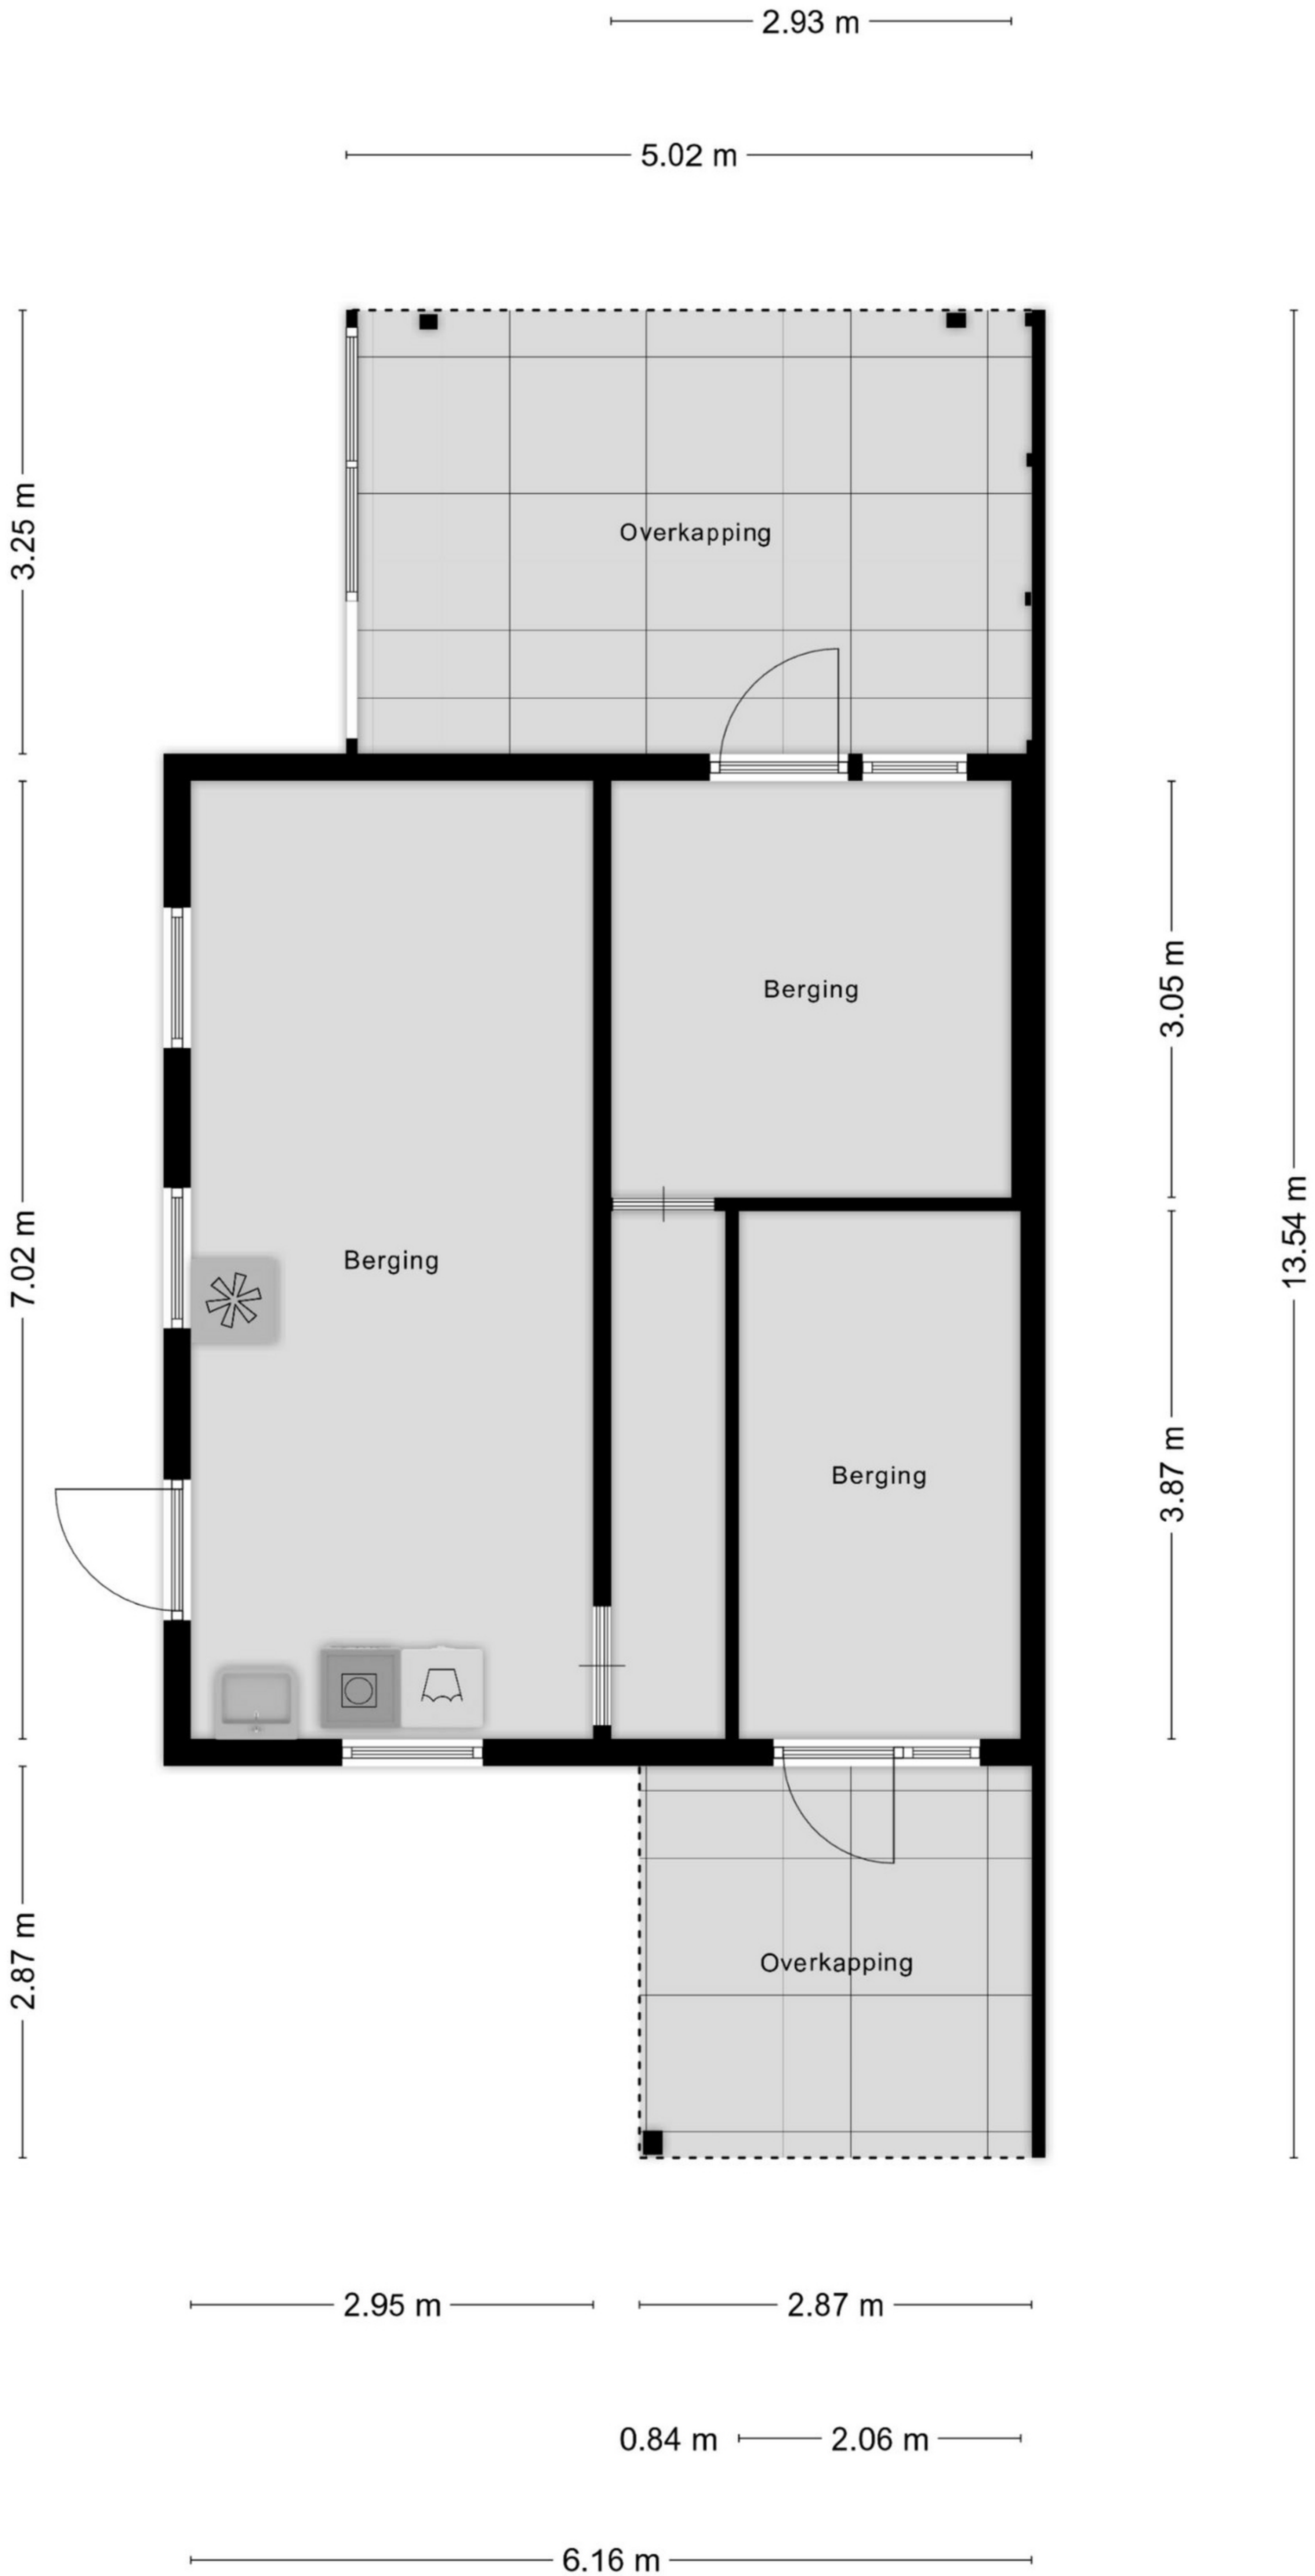 2.93 m
5.02 m
3.25 m
Overkapping
Berging
3.05 m
13.54 m
7.02 m
Berging
3.87 m
Berging
2.87 m
Overkapping
2.95 m
2.87 m
0.84 m
2.06 m
6.16 m